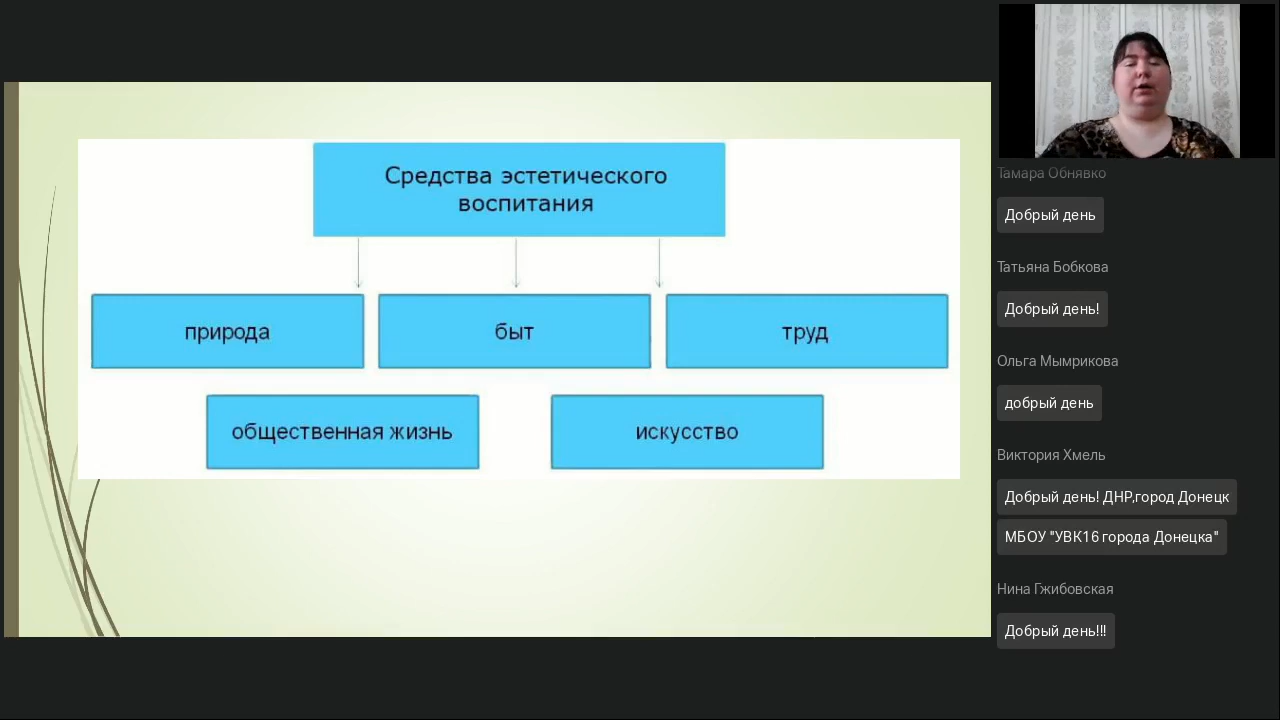 Средства эстетического
воспитания
природа
быт
труд
общественная жизнь
искусство
Тамара Обнявко
Добрый день
Татьяна Бобкова
Добрый день!
Ольга Мымрикова
добрый день
Виктория Хмель
Добрый день! ДНР,город Донецк
МБОУ "УВК16 города Донецка"
Нина Гжибовская
Добрый день!!!